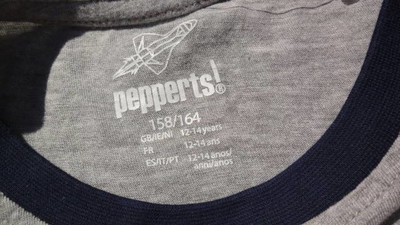 pepperts!®
158/164
GB/IE/NI 12-14 years
FR 12-14 ans
ES/IT/PT 12-14 anos/
anni/anos